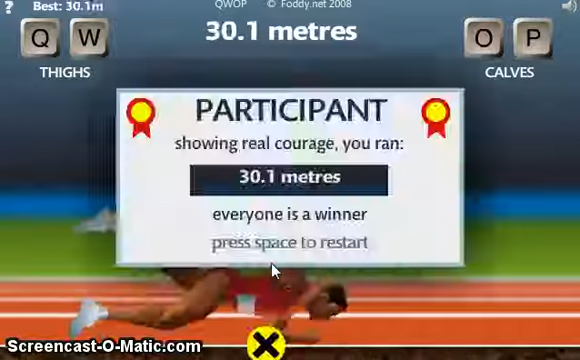 ? Best: 30.1m QWOP © Foddy.net 2008
30.1 metres
Q W O P
THIGHS CALVES
PARTICIPANT
showing real courage, you ran:
30.1 metres
everyone is a winner
press space to restart
Screencast-O-Matic.com